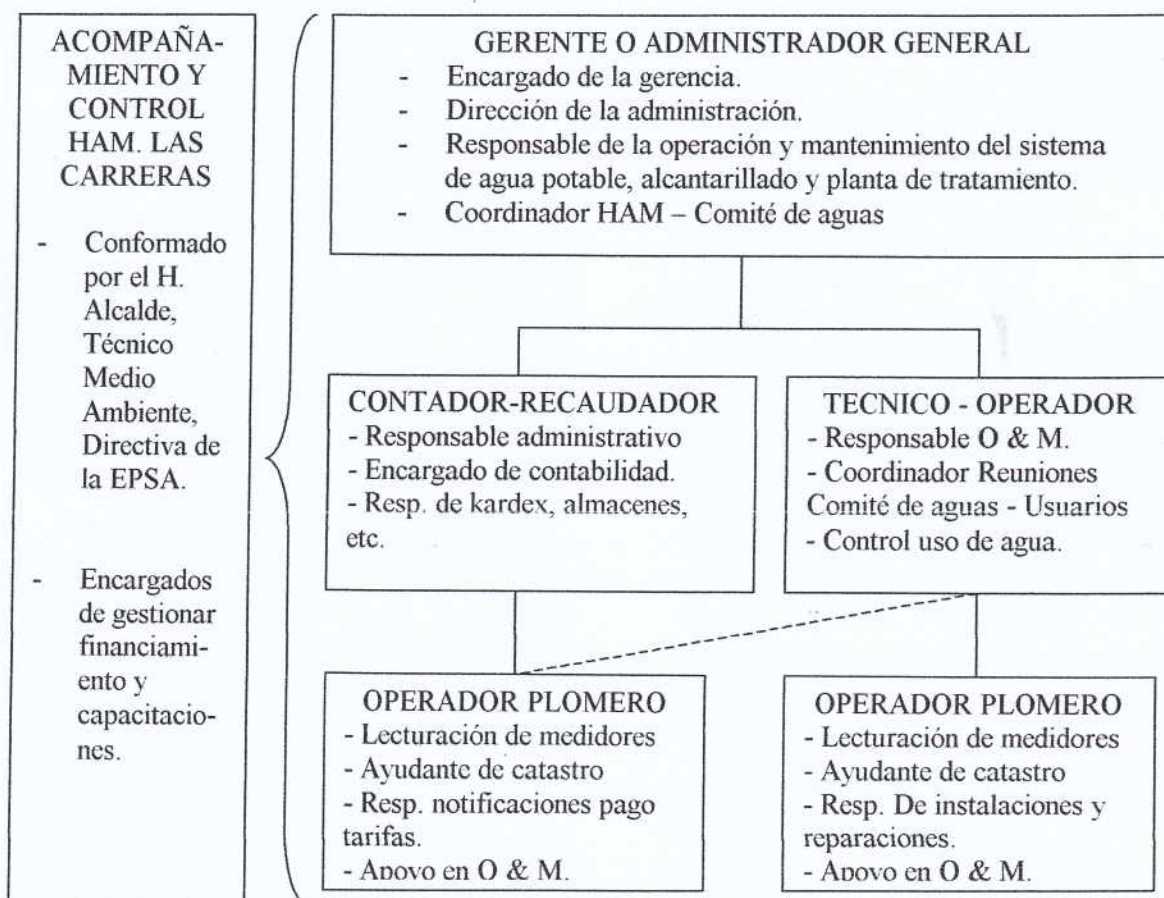 ACOMPAÑA-
MIENTO Y
CONTROL
HAM. LAS
CARRERAS
- Conformado
por el H.
Alcalde,
Técnico
Medio
Ambiente,
Directiva de
la EPSA.
- Encargados
de gestionar
financiami-
ento y
capacitacio-
nes.
GERENTE O ADMINISTRADOR GENERAL
- Encargado de la gerencia.
- Dirección de la administración.
- Responsable de la operación y mantenimiento del sistema
de agua potable, alcantarillado y planta de tratamiento.
- Coordinador HAM – Comité de aguas
CONTADOR-RECAUDADOR
- Responsable administrativo
- Encargado de contabilidad.
- Resp. de kardex, almacenes,
etc.
TECNICO - OPERADOR
- Responsable O & M.
- Coordinador Reuniones
Comité de aguas - Usuarios
- Control uso de agua.
OPERADOR PLOMERO
- Lecturación de medidores
- Ayudante de catastro
- Resp. notificaciones pago
tarifas.
- Apoyo en O & M.
OPERADOR PLOMERO
- Lecturación de medidores
- Ayudante de catastro
- Resp. De instalaciones y
reparaciones.
- Apoyo en O & M.